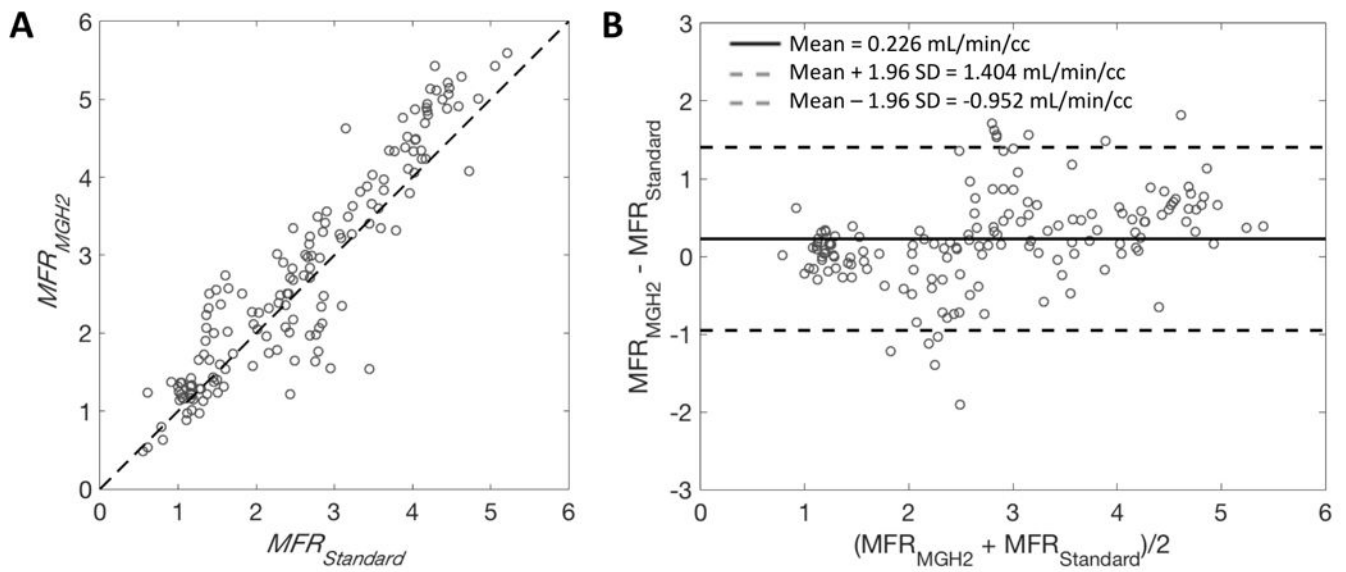 A
6
5
4
3
2
1
0
MFR_MGH2
0 1 2 3 4 5 6
MFR_Standard
B
3
2
1
0
-1
-2
-3
MFR_MGH2 - MFR_Standard
Mean = 0.226 mL/min/cc
Mean + 1.96 SD = 1.404 mL/min/cc
Mean – 1.96 SD = -0.952 mL/min/cc
0 1 2 3 4 5 6
(MFR_MGH2 + MFR_Standard)/2